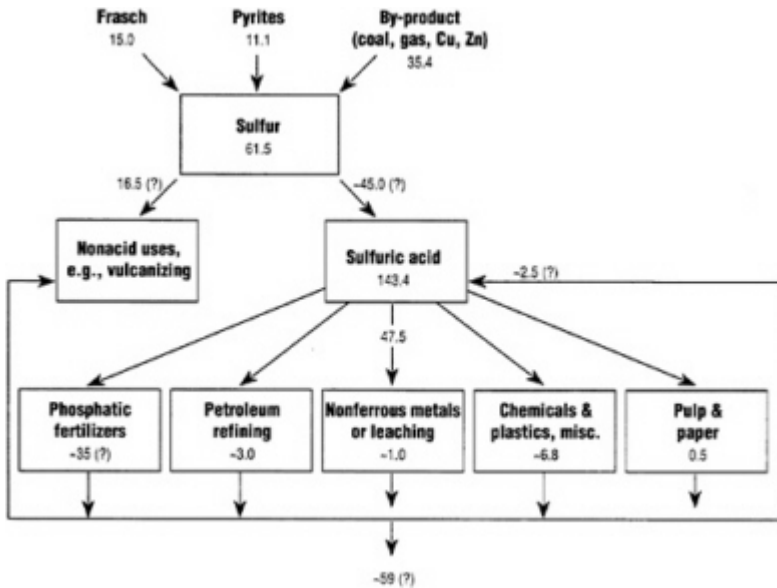 Frasch
15.0
Pyrites
11.1
By-product
(coal, gas, Cu, Zn)
35.4
Sulfur
61.5
16.5 (?)
~45.0 (?)
Nonacid uses,
e.g., vulcanizing
Sulfuric acid
143.4
~2.5 (?)
47.5
Phosphatic
fertilizers
~35 (?)
Petroleum
refining
~3.0
Nonferrous metals
or leaching
~1.0
Chemicals &
plastics, misc.
~6.8
Pulp &
paper
0.5
~59 (?)